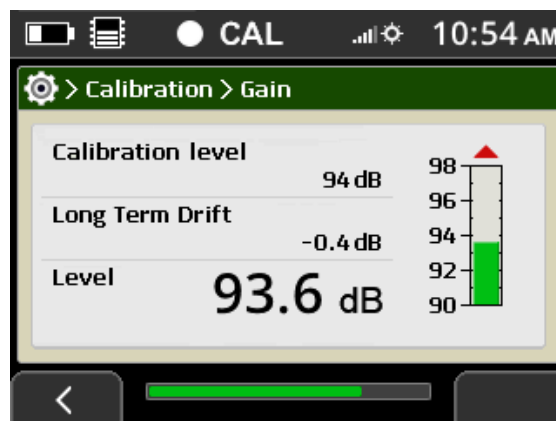 CAL 10:54 AM
> Calibration > Gain
Calibration level
94 dB
Long Term Drift
-0.4 dB
Level
93.6 dB
98
96
94
92
90